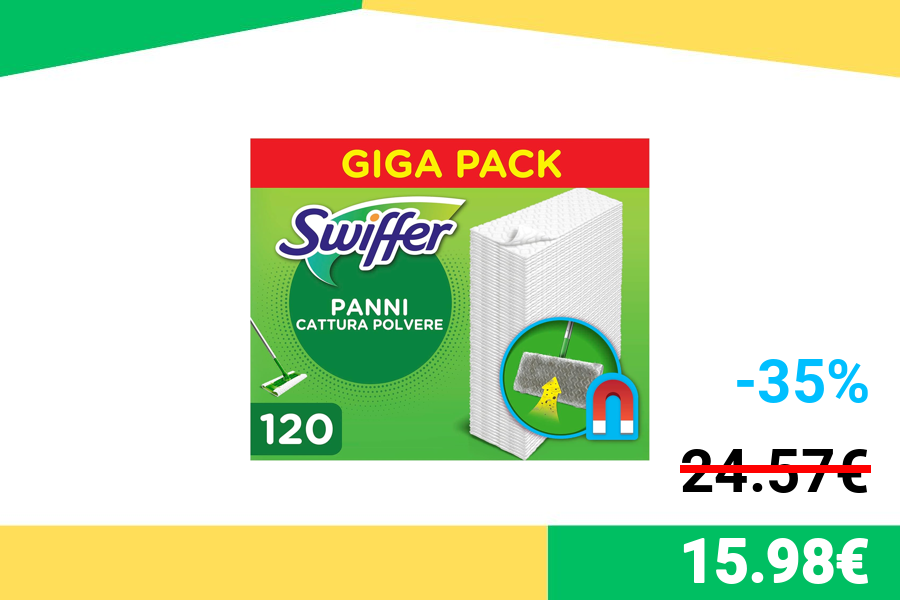 GIGA PACK
Swiffer
PANNI
CATTURA POLVERE
120
-35%
24.57€
15.98€